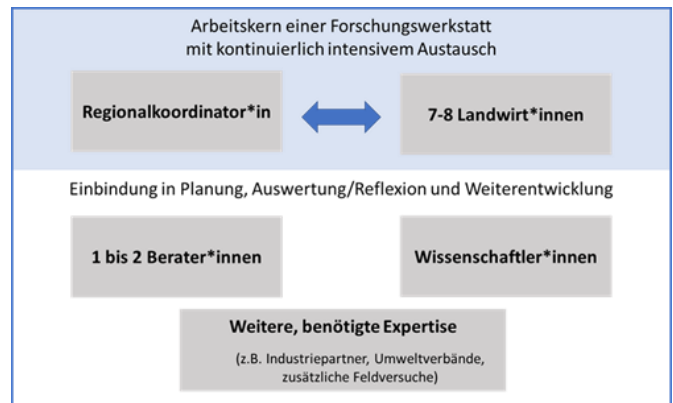 Arbeitskern einer Forschungswerkstatt
mit kontinuierlich intensivem Austausch
Regionalkoordinator*in
7-8 Landwirt*innen
Einbindung in Planung, Auswertung/Reflexion und Weiterentwicklung
1 bis 2 Berater*innen
Wissenschaftler*innen
Weitere, benötigte Expertise
(z.B. Industriepartner, Umweltverbände,
zusätzliche Feldversuche)